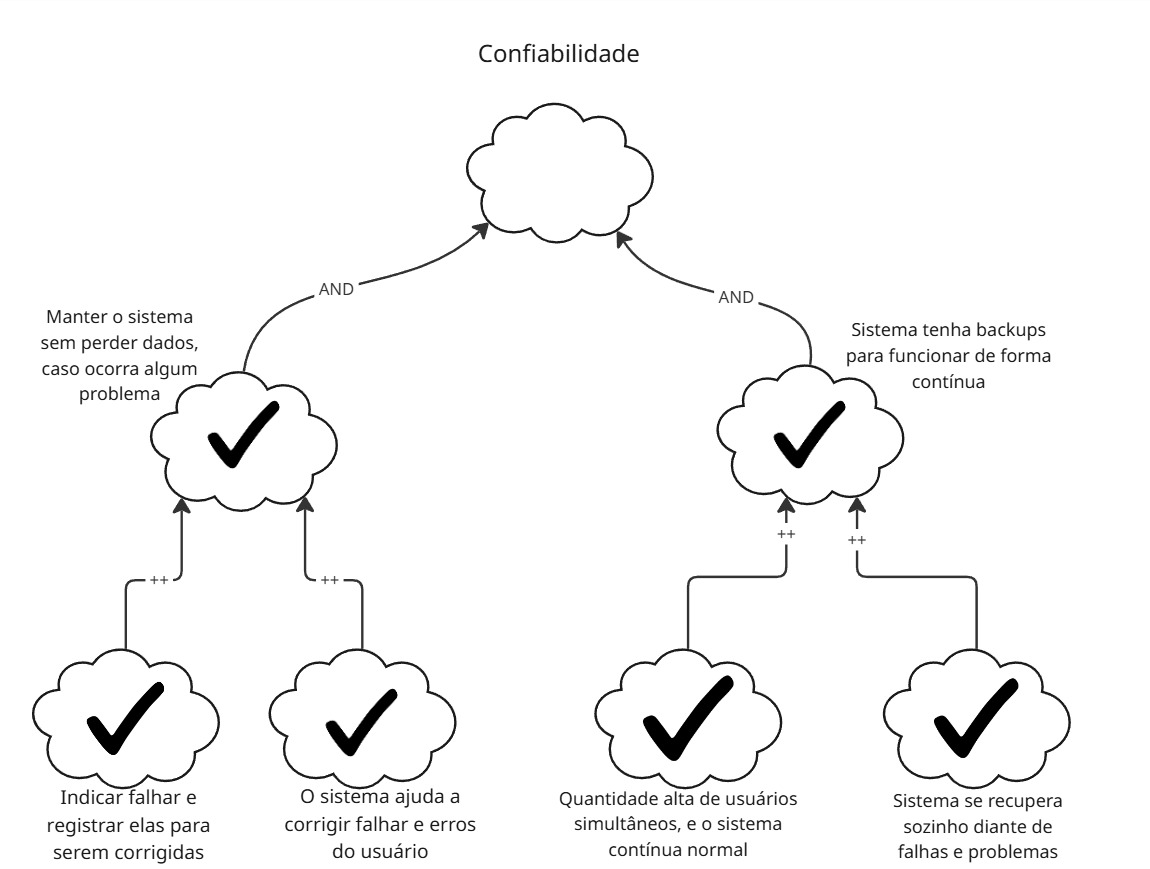 Confiabilidade
AND
AND
Manter o sistema
sem perder dados,
caso ocorra algum
problema
Sistema tenha backups
para funcionar de forma
contínua
++
++
++
++
Indicar falhar e
registrar elas para
serem corrigidas
O sistema ajuda a
corrigir falhar e erros
do usuário
Quantidade alta de usuários
simultâneos, e o sistema
contínua normal
Sistema se recupera
sozinho diante de
falhas e problemas